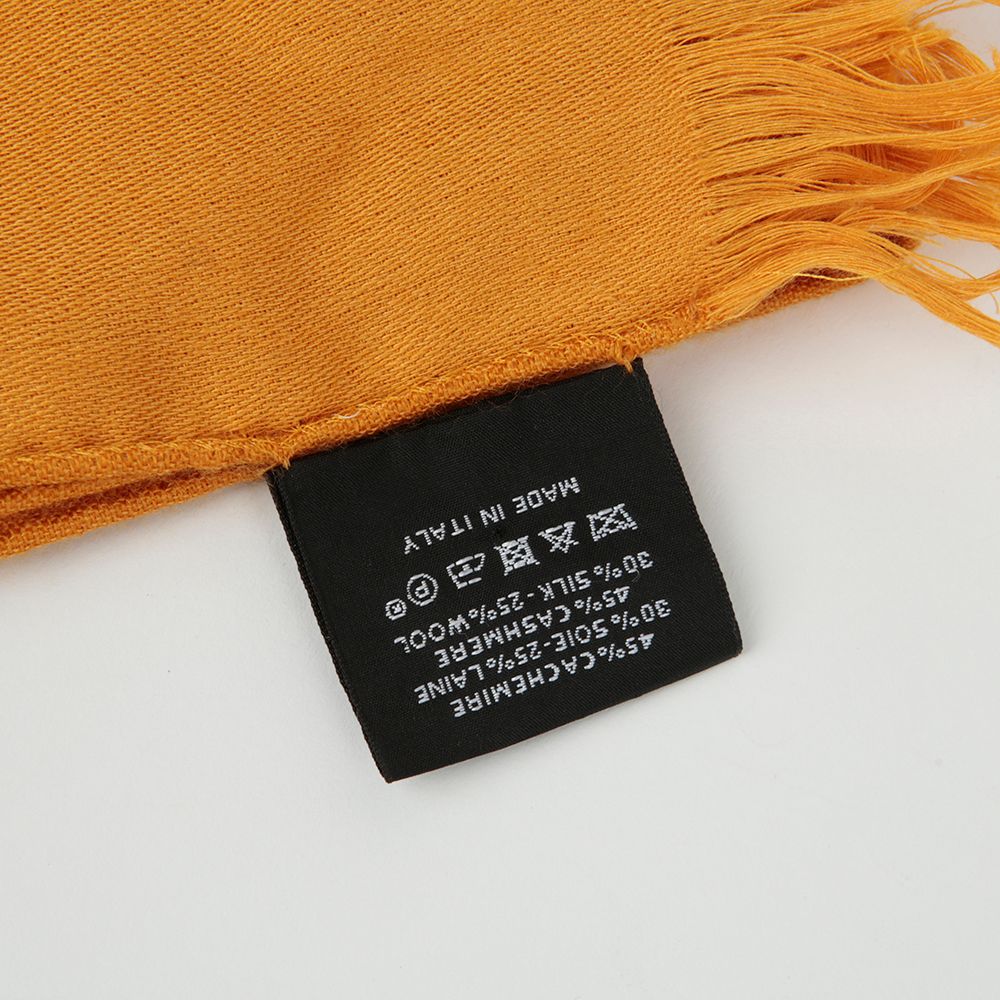 45%CACHEMIRE
30%SOIE-25%LAINE
45%CASHMERE
30%SILK-25%WOOL
P
MADE IN ITALY